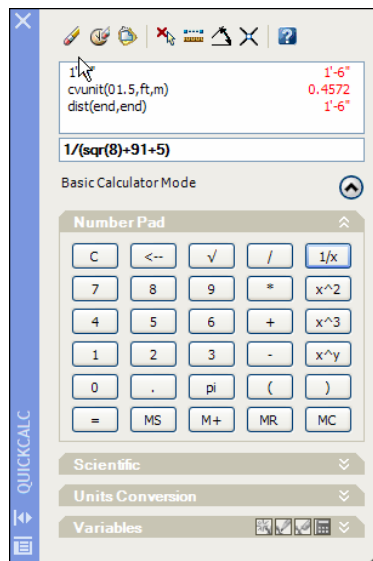 1'-6"
cvunit(01.5,ft,m) 0.4572
dist(end,end) 1'-6"
1/(sqr(8)+91+5)
Basic Calculator Mode
Number Pad
C <-- √ / 1/x
7 8 9 * x^2
4 5 6 + x^3
1 2 3 - x^y
0 . pi ( )
= MS M+ MR MC
Scientific
Units Conversion
Variables
QUICKCALC